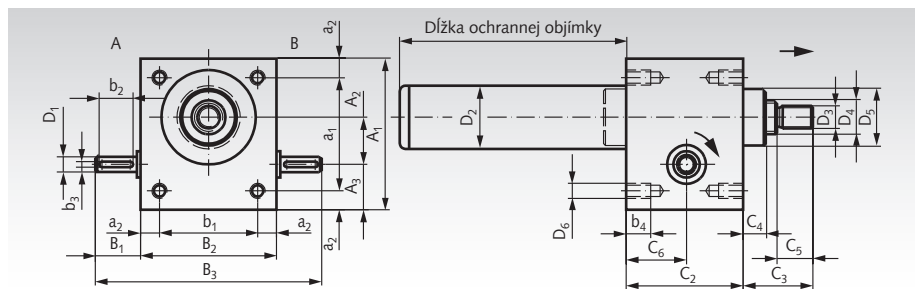 A
B
a₂
b₂
D₁
A₂
a₁
A₁
A₃
b₃
a₂
b₁
a₂
a₂
B₁
B₂
B₃
Dĺžka ochrannej objímky
D₂
D₃
D₄
D₅
D₆
b₄
C₄
C₆
C₅
C₂
C₃